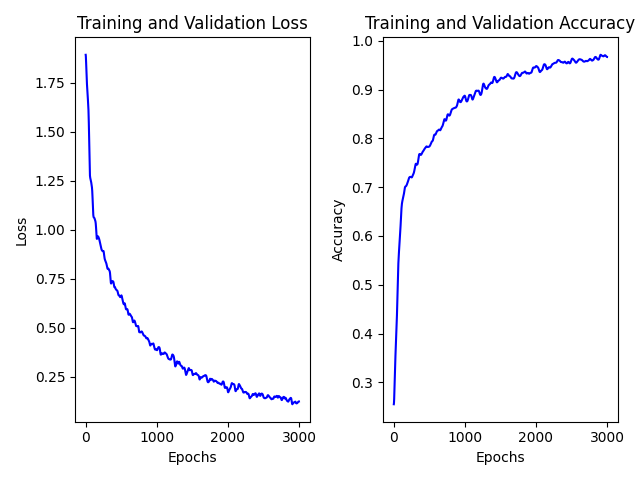 Training and Validation Loss
1.75
1.50
1.25
1.00
0.75
0.50
0.25
Loss
0 1000 2000 3000
Epochs
Training and Validation Accuracy
1.0
0.9
0.8
0.7
0.6
0.5
0.4
0.3
Accuracy
0 1000 2000 3000
Epochs